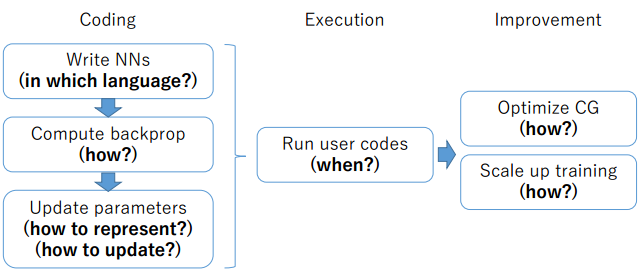 Coding
Execution
Improvement
Write NNs
(in which language?)
Compute backprop
(how?)
Update parameters
(how to represent?)
(how to update?)
Run user codes
(when?)
Optimize CG
(how?)
Scale up training
(how?)